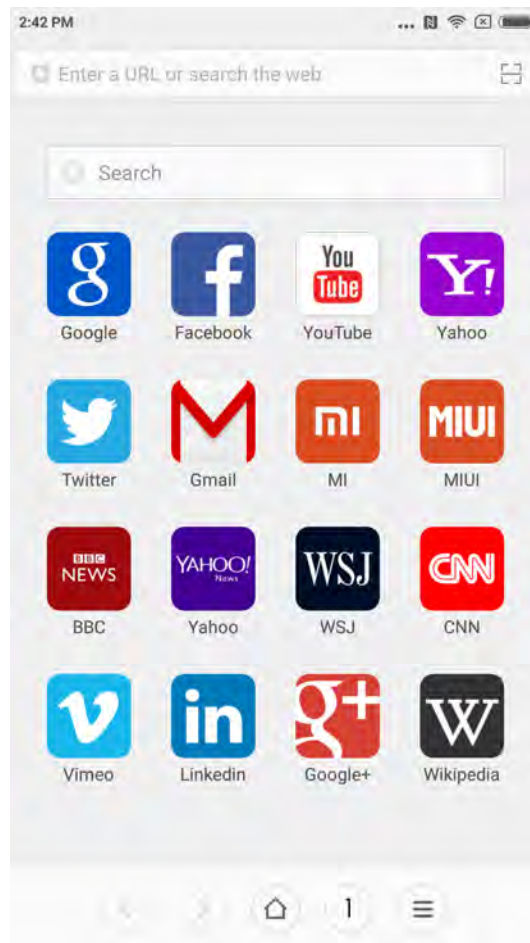 2:42 PM ...
Enter a URL or search the web
Search
g f You Tube Y!
Google Facebook YouTube Yahoo
M mi MIUI
Twitter Gmail MI MIUI
BBC NEWS YAHOO! News WSJ CNN
BBC Yahoo WSJ CNN
v in g+ W
Vimeo Linkedin Google+ Wikipedia
1